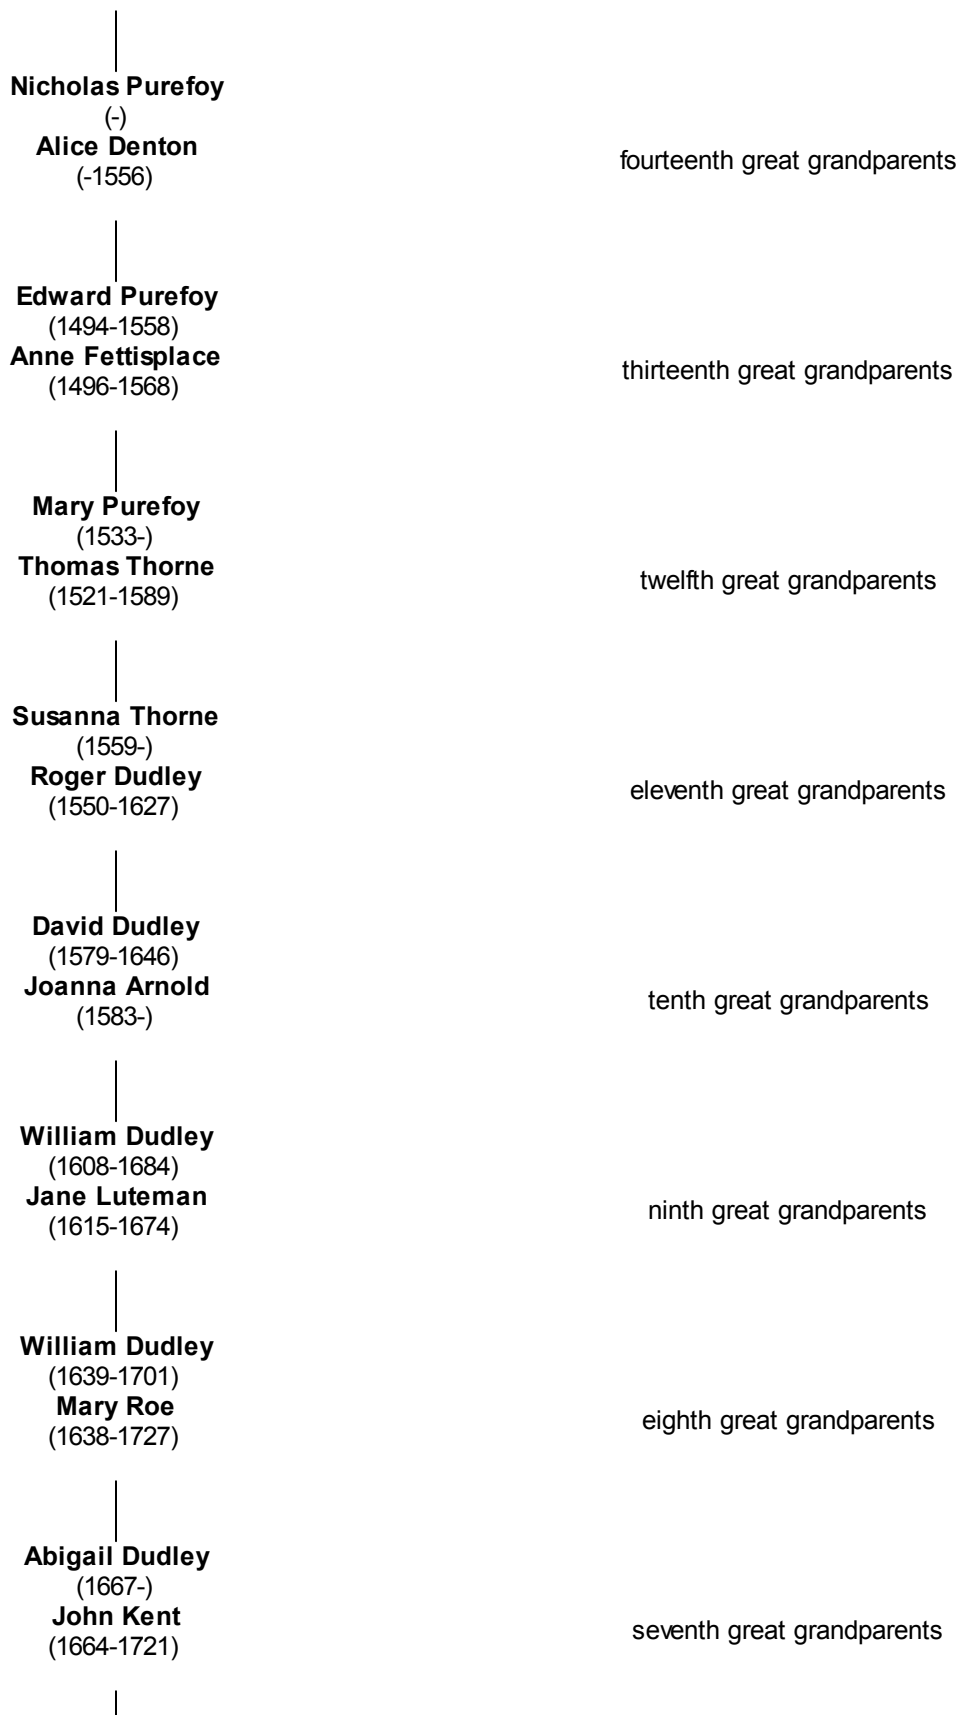 Nicholas Purefoy
(-)
Alice Denton
(-1556)
fourteenth great grandparents
Edward Purefoy
(1494-1558)
Anne Fettisplace
(1496-1568)
thirteenth great grandparents
Mary Purefoy
(1533-)
Thomas Thorne
(1521-1589)
twelfth great grandparents
Susanna Thorne
(1559-)
Roger Dudley
(1550-1627)
eleventh great grandparents
David Dudley
(1579-1646)
Joanna Arnold
(1583-)
tenth great grandparents
William Dudley
(1608-1684)
Jane Luteman
(1615-1674)
ninth great grandparents
William Dudley
(1639-1701)
Mary Roe
(1638-1727)
eighth great grandparents
Abigail Dudley
(1667-)
John Kent
(1664-1721)
seventh great grandparents